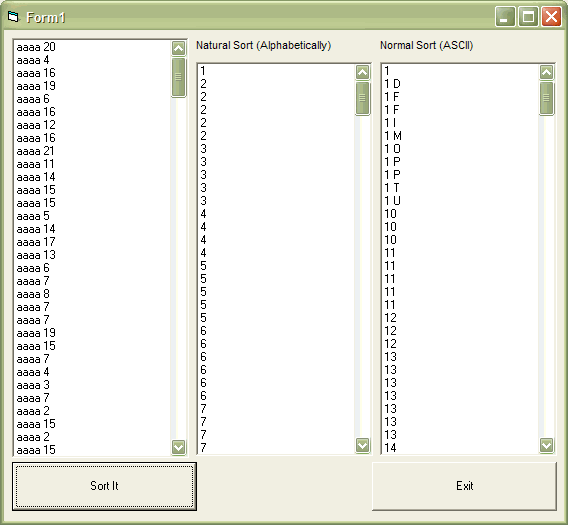 Form1
aaaa 20
aaaa 4
aaaa 16
aaaa 19
aaaa 6
aaaa 16
aaaa 12
aaaa 16
aaaa 21
aaaa 11
aaaa 14
aaaa 15
aaaa 15
aaaa 5
aaaa 14
aaaa 17
aaaa 13
aaaa 6
aaaa 7
aaaa 8
aaaa 7
aaaa 7
aaaa 19
aaaa 15
aaaa 7
aaaa 4
aaaa 3
aaaa 7
aaaa 2
aaaa 15
aaaa 2
aaaa 15
Natural Sort (Alphabetically)
1
2
2
2
2
2
3
3
3
3
3
4
4
4
4
5
5
5
5
5
6
6
6
6
6
6
7
7
7
7
Normal Sort (ASCII)
1
1 D
1 F
1 F
1 I
1 M
1 O
1 P
1 P
1 T
1 U
10
10
10
11
11
11
11
11
12
12
12
13
13
13
13
13
13
13
14
Sort It
Exit